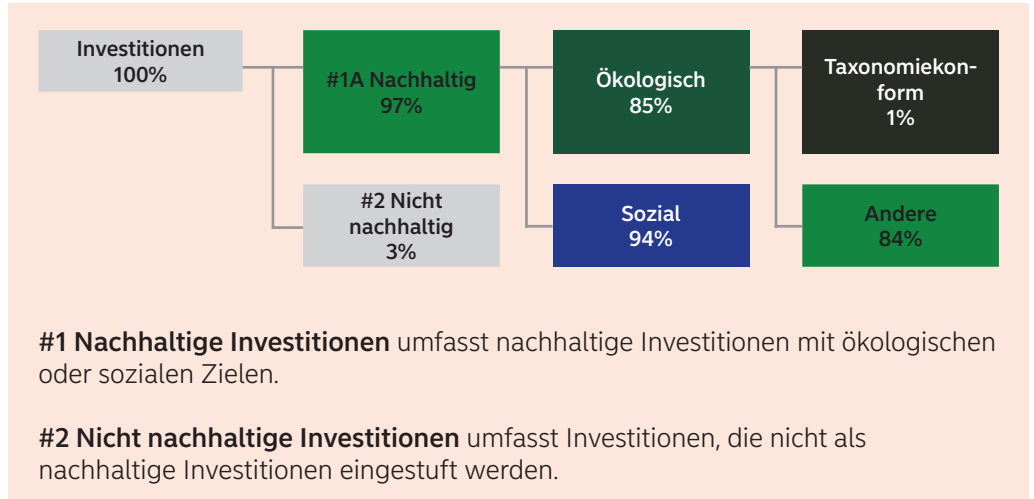 Investitionen
100%
#1A Nachhaltig
97%
Ökologisch
85%
Taxonomiekon-
form
1%
#2 Nicht
nachhaltig
3%
Sozial
94%
Andere
84%
#1 Nachhaltige Investitionen umfasst nachhaltige Investitionen mit ökologischen
oder sozialen Zielen.
#2 Nicht nachhaltige Investitionen umfasst Investitionen, die nicht als
nachhaltige Investitionen eingestuft werden.